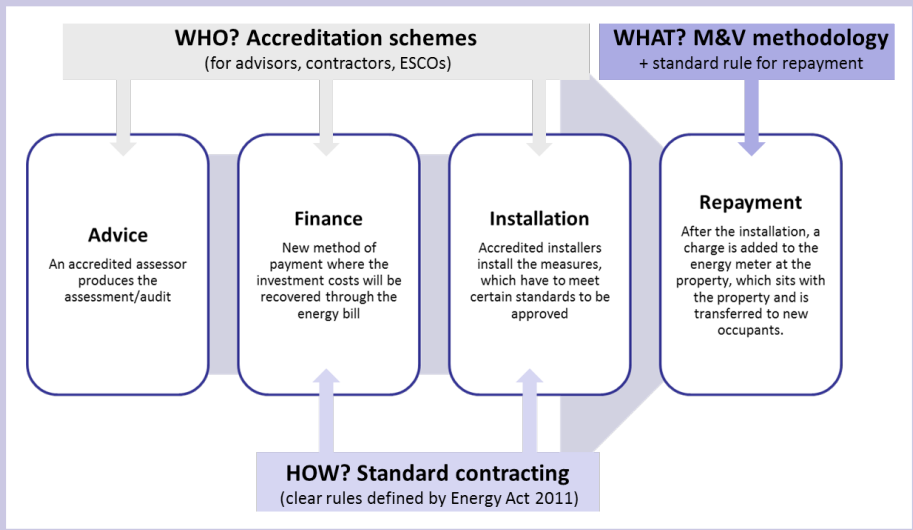 WHO? Accreditation schemes
(for advisors, contractors, ESCOs)
WHAT? M&V methodology
+ standard rule for repayment
Advice
An accredited assessor
produces the
assessment/audit
Finance
New method of
payment where the
investment costs will be
recovered through the
energy bill
Installation
Accredited installers
install the measures,
which have to meet
certain standards to be
approved
Repayment
After the installation, a
charge is added to the
energy meter at the
property, which sits with
the property and is
transferred to new
occupants.
HOW? Standard contracting
(clear rules defined by Energy Act 2011)